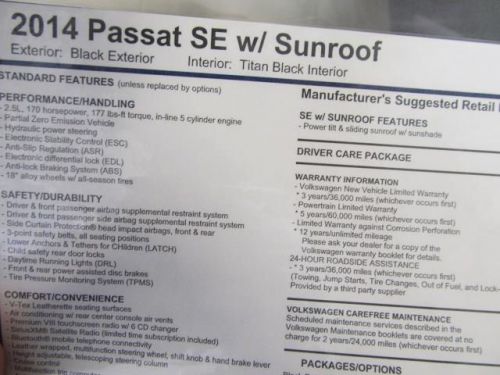 2014 Passat SE w/ Sunroof
Exterior: Black Exterior Interior: Titan Black Interior
STANDARD FEATURES (unless replaced by options)
PERFORMANCE/HANDLING
- 2.5L, 170 horsepower, 177 lbs-ft torque, in-line 5 cylinder engine
- Partial Zero Emission Vehicle
- Hydraulic power steering
- Electronic Stability Control (ESC)
- Anti-Slip Regulation (ASR)
- Electronic differential lock (EDL)
- Anti-lock Braking System (ABS)
- 18" alloy wheels w/ all-season tires
SAFETY/DURABILITY
- Driver & front passenger airbag supplemental restraint system
- Driver & front side airbag supplemental restraint system
- Side Curtain Protection® head impact airbags, front & rear
- 3-point safety belts, all seating positions
- Lower Anchors & Tethers for CHildren (LATCH)
- Child safety rear door locks
- Daytime Running Lights (DRL)
- Front & rear power assisted disc brakes
- Tire Pressure Monitoring System (TPMS)
COMFORT/CONVENIENCE
- V-Tex Leatherette seating surfaces
- Air conditioning w/ rear center console air vents
- Premium VIII touchscreen radio w/ 6 CD changer
- SiriusXM® Satellite Radio (limited time subscription included)
- Bluetooth® mobile telephone connectivity
- Leather wrapped, multifunction steering wheel, shift knob & hand brake lever
- Height adjustable, telescoping steering column
- Cruise control
- Multifunction trip
Manufacturer's Suggested Retail
SE w/ SUNROOF FEATURES
- Power tilt & sliding sunroof w/ sunshade
DRIVER CARE PACKAGE
WARRANTY INFORMATION
- Volkswagen New Vehicle Limited Warranty
* 3 years/36,000 miles (whichever occurs first)
- Powertrain Limited Warranty
* 5 years/60,000 miles (whichever occurs first)
- Limited Warranty against Corrosion Perforation
* 12 years/unlimited mileage
Please ask your dealer for a copy of the
Volkswagen warranty booklet for details.
24-HOUR ROADSIDE ASSISTANCE
- * 3 years/36,000 miles (whichever occurs first)
(Towing, Jump Starts, Tire Changes, Out of Fuel, and Lock-
Provided by a third party supplier
VOLKSWAGEN CAREFREE MAINTENANCE
Scheduled maintenance services described in the
Volkswagen Maintenance booklets are covered at no
charge for 2 years/24,000 miles (whichever occurs first)
PACKAGES/OPTIONS